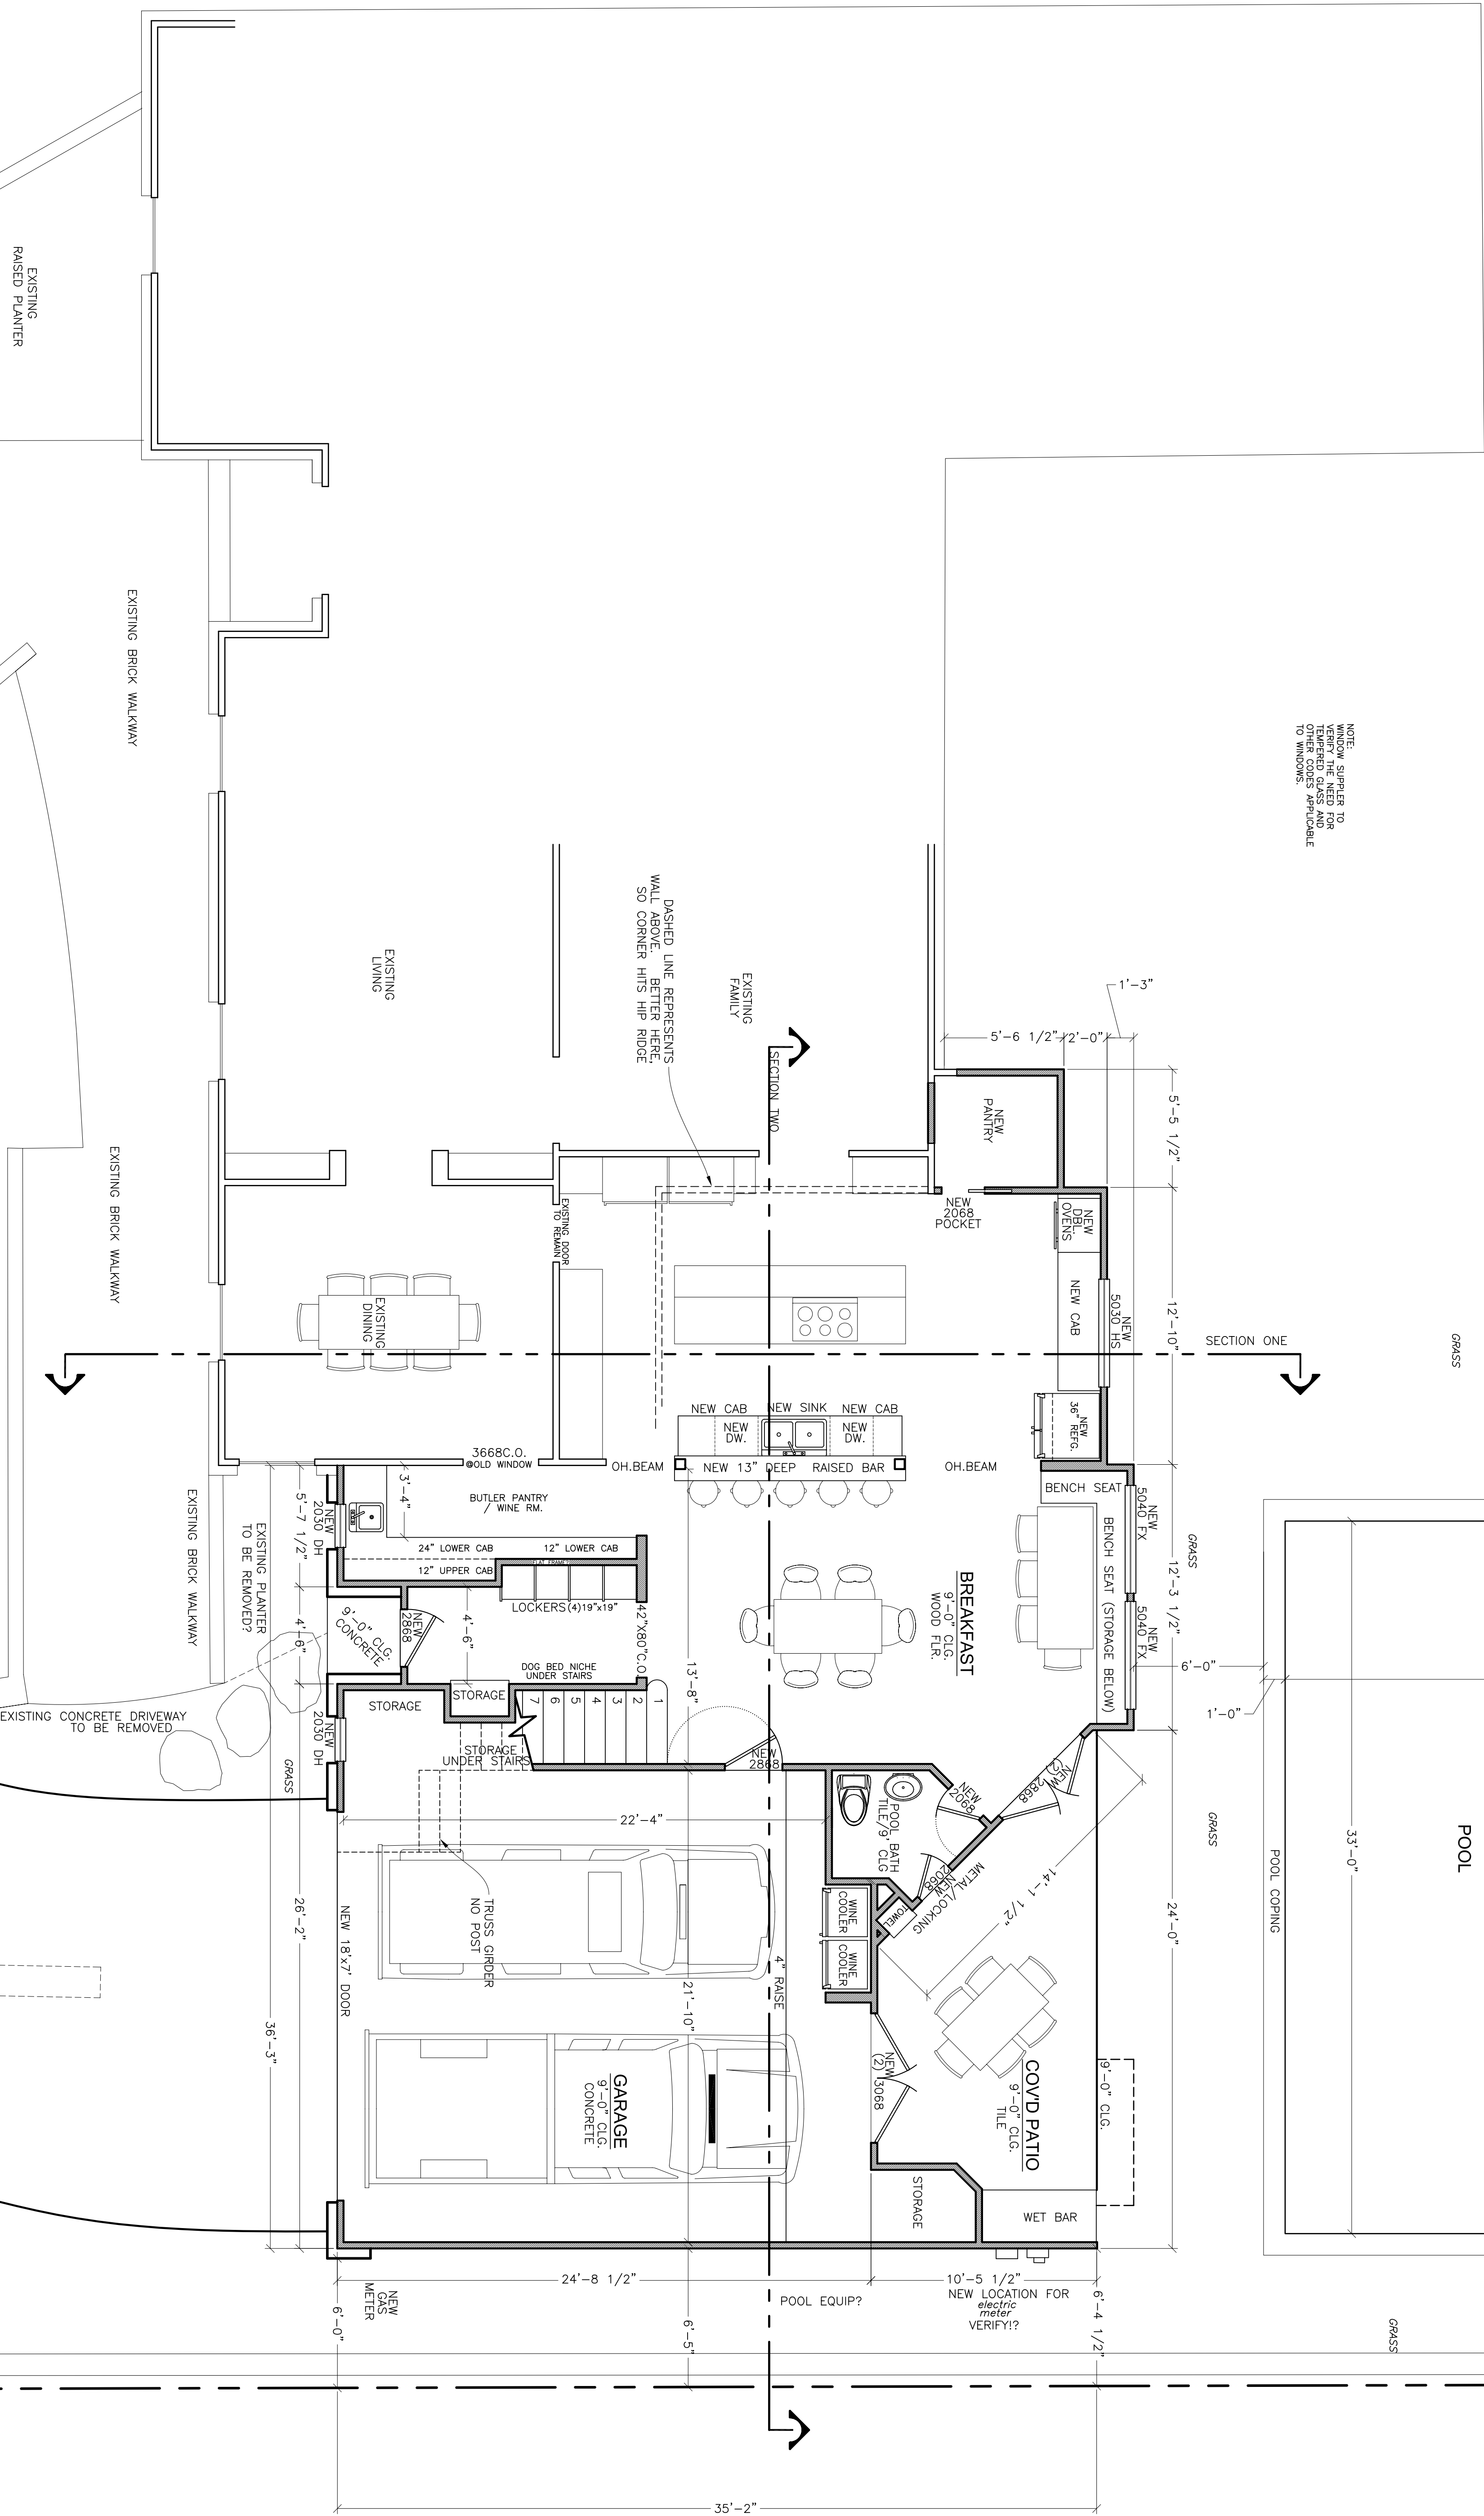 EXISTING
RAISED PLANTER
EXISTING BRICK WALKWAY
NOTE:
WINDOW SUPPLER TO
VERIFY THE NEED FOR
TEMPERED GLASS AND
OTHER CODES APPLICABLE
TO WINDOWS.
DASHED LINE REPRESENTS
WALL ABOVE. BETTER HERE,
SO CORNER HITS HIP RIDGE
EXISTING
LIVING
EXISTING
FAMILY
SECTION TWO
1'-3"
5'-6 1/2"
2'-0"
5'-5 1/2"
NEW
PANTRY
NEW
2068
POCKET
EXISTING DOOR
TO REMAIN
EXISTING BRICK WALKWAY
NEW
DBL.
OVENS
NEW CAB
NEW
5030 HS
12'-10"
SECTION ONE
GRASS
EXISTING
DINING
NEW
36" REFG.
NEW CAB
NEW SINK
NEW CAB
NEW
DW.
NEW
DW.
3668C.O.
@OLD WINDOW
OH.BEAM
NEW 13" DEEP RAISED BAR
OH.BEAM
BENCH SEAT
3'-4"
BUTLER PANTRY
/ WINE RM.
24" LOWER CAB
12" LOWER CAB
12" UPPER CAB
FLAT FRAME
LOCKERS(4)19"x19"
42"X80"C.O.
NEW
2030 DH
5'-7 1/2"
EXISTING PLANTER
TO BE REMOVED?
EXISTING BRICK WALKWAY
NEW
5040 FX
NEW
5040 FX
GRASS
12'-3 1/2"
BENCH SEAT (STORAGE BELOW)
BREAKFAST
9'-0" CLG.
WOOD FLR.
9'-0" CLG.
CONCRETE
NEW
2868
4'-6"
4'-6"
13'-8"
6'-0"
1'-0"
DOG BED NICHE
UNDER STAIRS
STORAGE
STORAGE
1
2
3
4
5
6
7
EXISTING CONCRETE DRIVEWAY
TO BE REMOVED
NEW
2030 DH
GRASS
STORAGE
UNDER STAIRS
NEW
2868
NEW
(2) 2868
NEW
2068
POOL BATH
TILE/9' CLG
NEW
2068
METAL/LOCKING
TOWEL
22'-4"
14'-1 1/2"
GRASS
POOL COPING
33'-0"
POOL
24'-0"
WINE
COOLER
WINE
COOLER
TRUSS GIRDER
NO POST
NEW 18'x7' DOOR
26'-2"
36'-3"
4" RAISE
21'-10"
NEW
(2) 3068
COV'D PATIO
9'-0" CLG.
TILE
9'-0" CLG.
GARAGE
9'-0" CLG.
CONCRETE
STORAGE
WET BAR
24'-8 1/2"
10'-5 1/2"
NEW
GAS
METER
6'-0"
POOL EQUIP?
NEW LOCATION FOR
electric
meter
VERIFY!?
6'-5"
6'-4 1/2"
GRASS
35'-2"